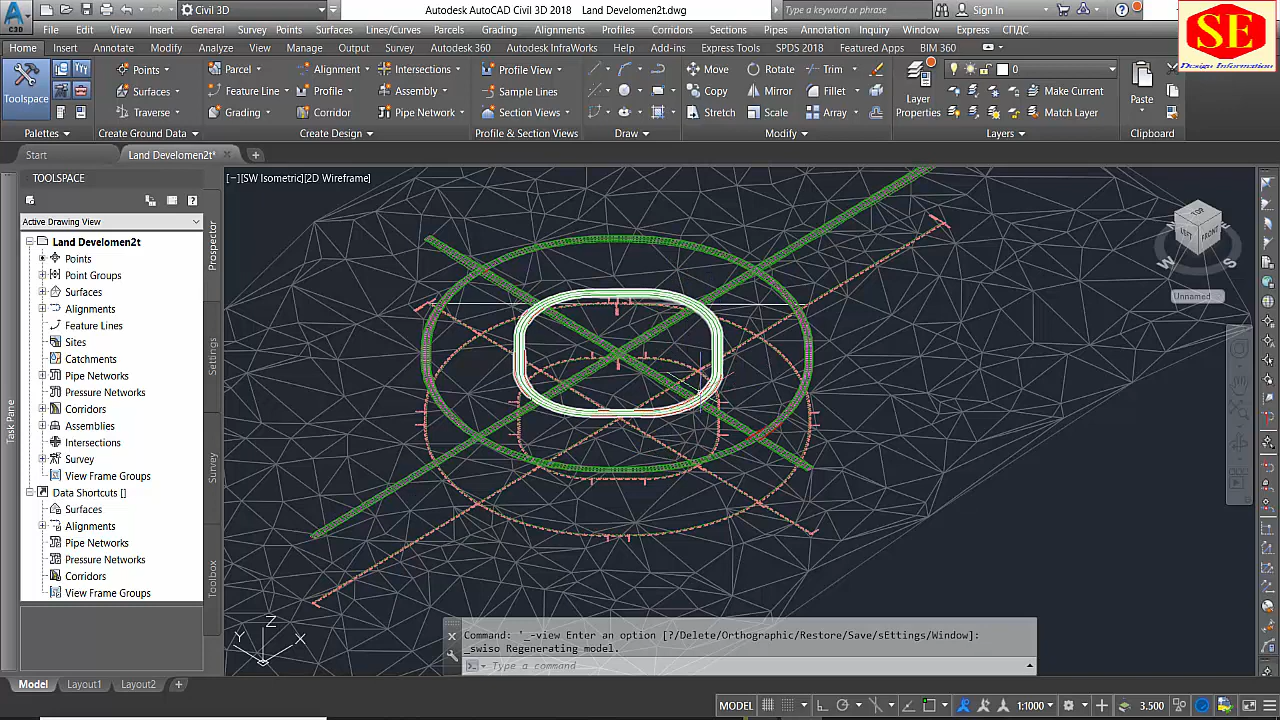 Civil 3D
Autodesk AutoCAD Civil 3D 2018 Land Developmen2t.dwg
Type a keyword or phrase
Sign In
C3D
File Edit View Insert General Survey Points Surfaces Lines/Curves Parcels Grading Alignments Profiles Corridors Sections Pipes Annotation Inquiry Window Express СПДС
Home Insert Annotate Modify Analyze View Manage Output Survey Autodesk 360 Autodesk InfraWorks Help Add-ins Express Tools SPDS 2018 Featured Apps BIM 360
SE
Design Information
Toolspace
Points
Surfaces
Traverse
Parcel
Feature Line
Grading
Alignment
Profile
Corridor
Intersections
Assembly
Pipe Network
Profile
Sample Lines
Section Views
Move Rotate Trim
Copy Mirror Fillet
Stretch Scale Array
Layer
Properties
0
Make Current
Match Layer
Paste
Palettes Create Ground Data Create Design Profile & Section Views Draw Modify Layers Clipboard
Start Land Developmen2t*
TOOLSPACE
Active Drawing View
Land Developmen2t
Points
Point Groups
Surfaces
Alignments
Feature Lines
Sites
Catchments
Pipe Networks
Pressure Networks
Corridors
Assemblies
Intersections
Survey
View Frame Groups
Data Shortcuts []
Surfaces
Alignments
Pipe Networks
Pressure Networks
Corridors
View Frame Groups
Prospector
Settings
Survey
Toolbox
Task Pane
[−][SW Isometric][2D Wireframe]
TOP
LEFT
FRONT
W
S
Unnamed
Z
Y
X
Command: '_-view Enter an option [?/Delete/Orthographic/Restore/Save/sEttings/Window]:
_swiso Regenerating model.
Type a command
Model Layout1 Layout2
MODEL
1:1000
3.500